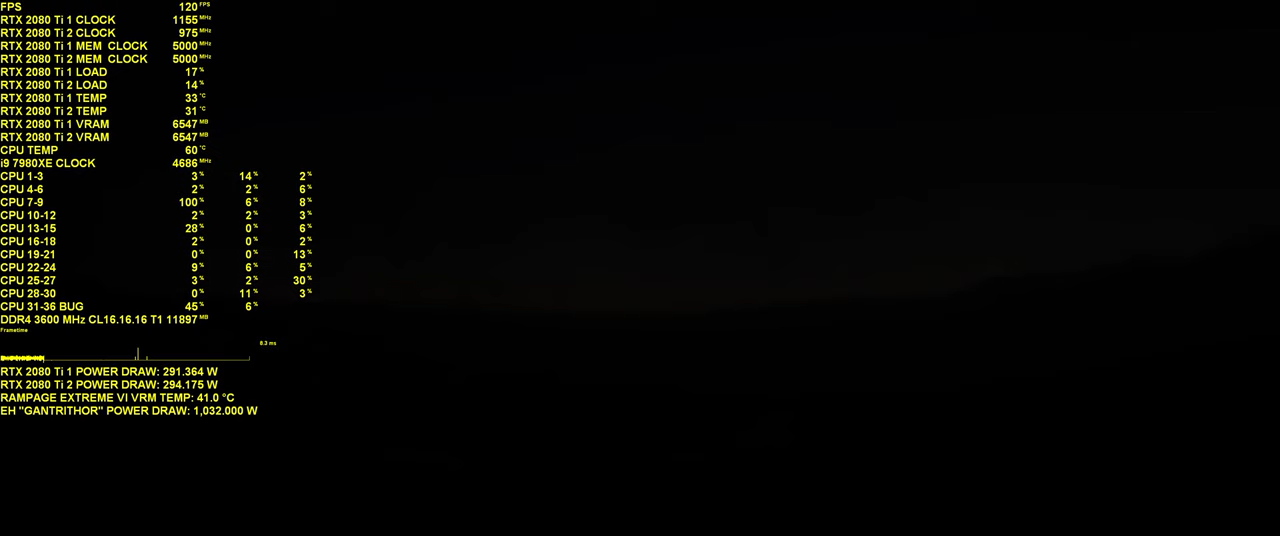 FPS 120 FPS
RTX 2080 Ti 1 CLOCK 1155 MHz
RTX 2080 Ti 2 CLOCK 975 MHz
RTX 2080 Ti 1 MEM CLOCK 5000 MHz
RTX 2080 Ti 2 MEM CLOCK 5000 MHz
RTX 2080 Ti 1 LOAD 17 %
RTX 2080 Ti 2 LOAD 14 %
RTX 2080 Ti 1 TEMP 33 °C
RTX 2080 Ti 2 TEMP 31 °C
RTX 2080 Ti 1 VRAM 6547 MB
RTX 2080 Ti 2 VRAM 6547 MB
CPU TEMP 60 °C
i9 7980XE CLOCK 4686 MHz
CPU 1-3 3 % 14 % 2 %
CPU 4-6 2 % 2 % 6 %
CPU 7-9 100 % 6 % 8 %
CPU 10-12 2 % 2 % 3 %
CPU 13-15 28 % 0 % 6 %
CPU 16-18 2 % 0 % 2 %
CPU 19-21 0 % 0 % 13 %
CPU 22-24 9 % 6 % 5 %
CPU 25-27 3 % 2 % 30 %
CPU 28-30 0 % 11 % 3 %
CPU 31-36 BUG 45 % 6 %
DDR4 3600 MHz CL16.16.16 T1 11897 MB
Frametime
8.3 ms
RTX 2080 Ti 1 POWER DRAW: 291.364 W
RTX 2080 Ti 2 POWER DRAW: 294.175 W
RAMPAGE EXTREME VI VRM TEMP: 41.0 °C
EH "GANTRITHOR" POWER DRAW: 1,032.000 W